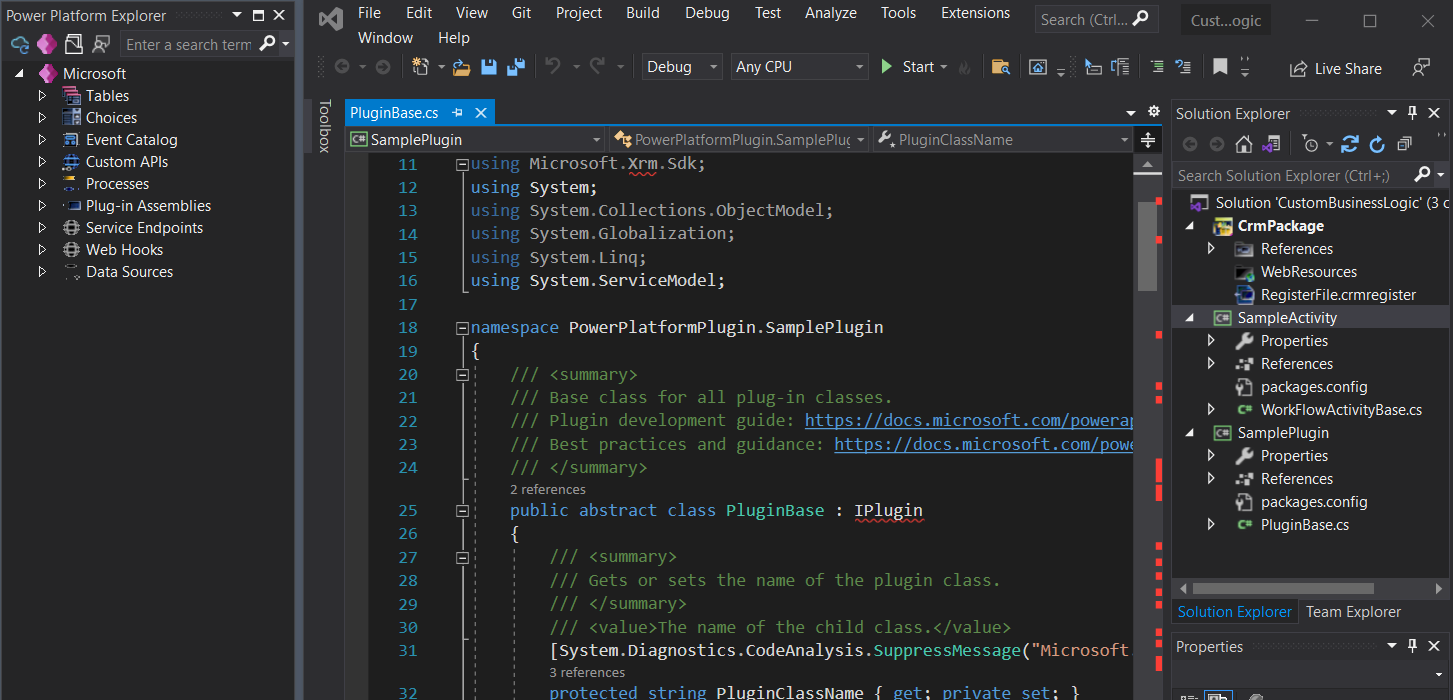 Power Platform Explorer
Enter a search term
Microsoft
Tables
Choices
Event Catalog
Custom APIs
Processes
Plug-in Assemblies
Service Endpoints
Web Hooks
Data Sources
File Edit View Git Project Build Debug Test Analyze Tools Extensions
Window Help
Search (Ctrl...
Cust...ogic
Debug
Any CPU
Start
Live Share
Toolbox
PluginBase.cs
SamplePlugin
PowerPlatformPlugin.SamplePlug
PluginClassName
11 using Microsoft.Xrm.Sdk;
12 using System;
13 using System.Collections.ObjectModel;
14 using System.Globalization;
15 using System.Linq;
16 using System.ServiceModel;
17
18 namespace PowerPlatformPlugin.SamplePlugin
19 {
20 /// <summary>
21 /// Base class for all plug-in classes.
22 /// Plugin development guide: https://docs.microsoft.com/powerap
23 /// Best practices and guidance: https://docs.microsoft.com/powe
24 /// </summary>
2 references
25 public abstract class PluginBase : IPlugin
26 {
27 /// <summary>
28 /// Gets or sets the name of the plugin class.
29 /// </summary>
30 /// <value>The name of the child class.</value>
31 [System.Diagnostics.CodeAnalysis.SuppressMessage("Microsoft
3 references
32 protected string PluginClassName { get; private set; }
Solution Explorer
Search Solution Explorer (Ctrl+;)
Solution 'CustomBusinessLogic' (3 c
CrmPackage
References
WebResources
RegisterFile.crmregister
SampleActivity
Properties
References
packages.config
WorkFlowActivityBase.cs
SamplePlugin
Properties
References
packages.config
PluginBase.cs
Solution Explorer Team Explorer
Properties